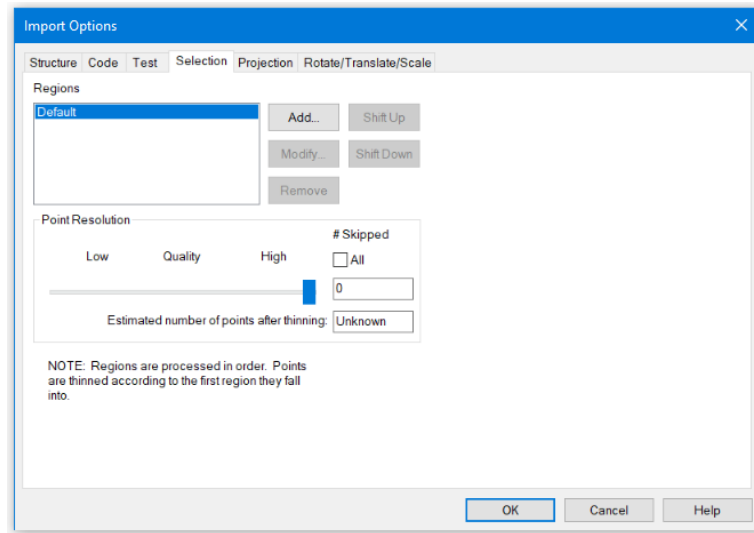 Import Options
Structure Code Test Selection Projection Rotate/Translate/Scale
Regions
Default
Add... Shift Up
Modify... Shift Down
Remove
Point Resolution
# Skipped
Low Quality High All
0
Estimated number of points after thinning: Unknown
NOTE: Regions are processed in order. Points
are thinned according to the first region they fall
into.
OK Cancel Help